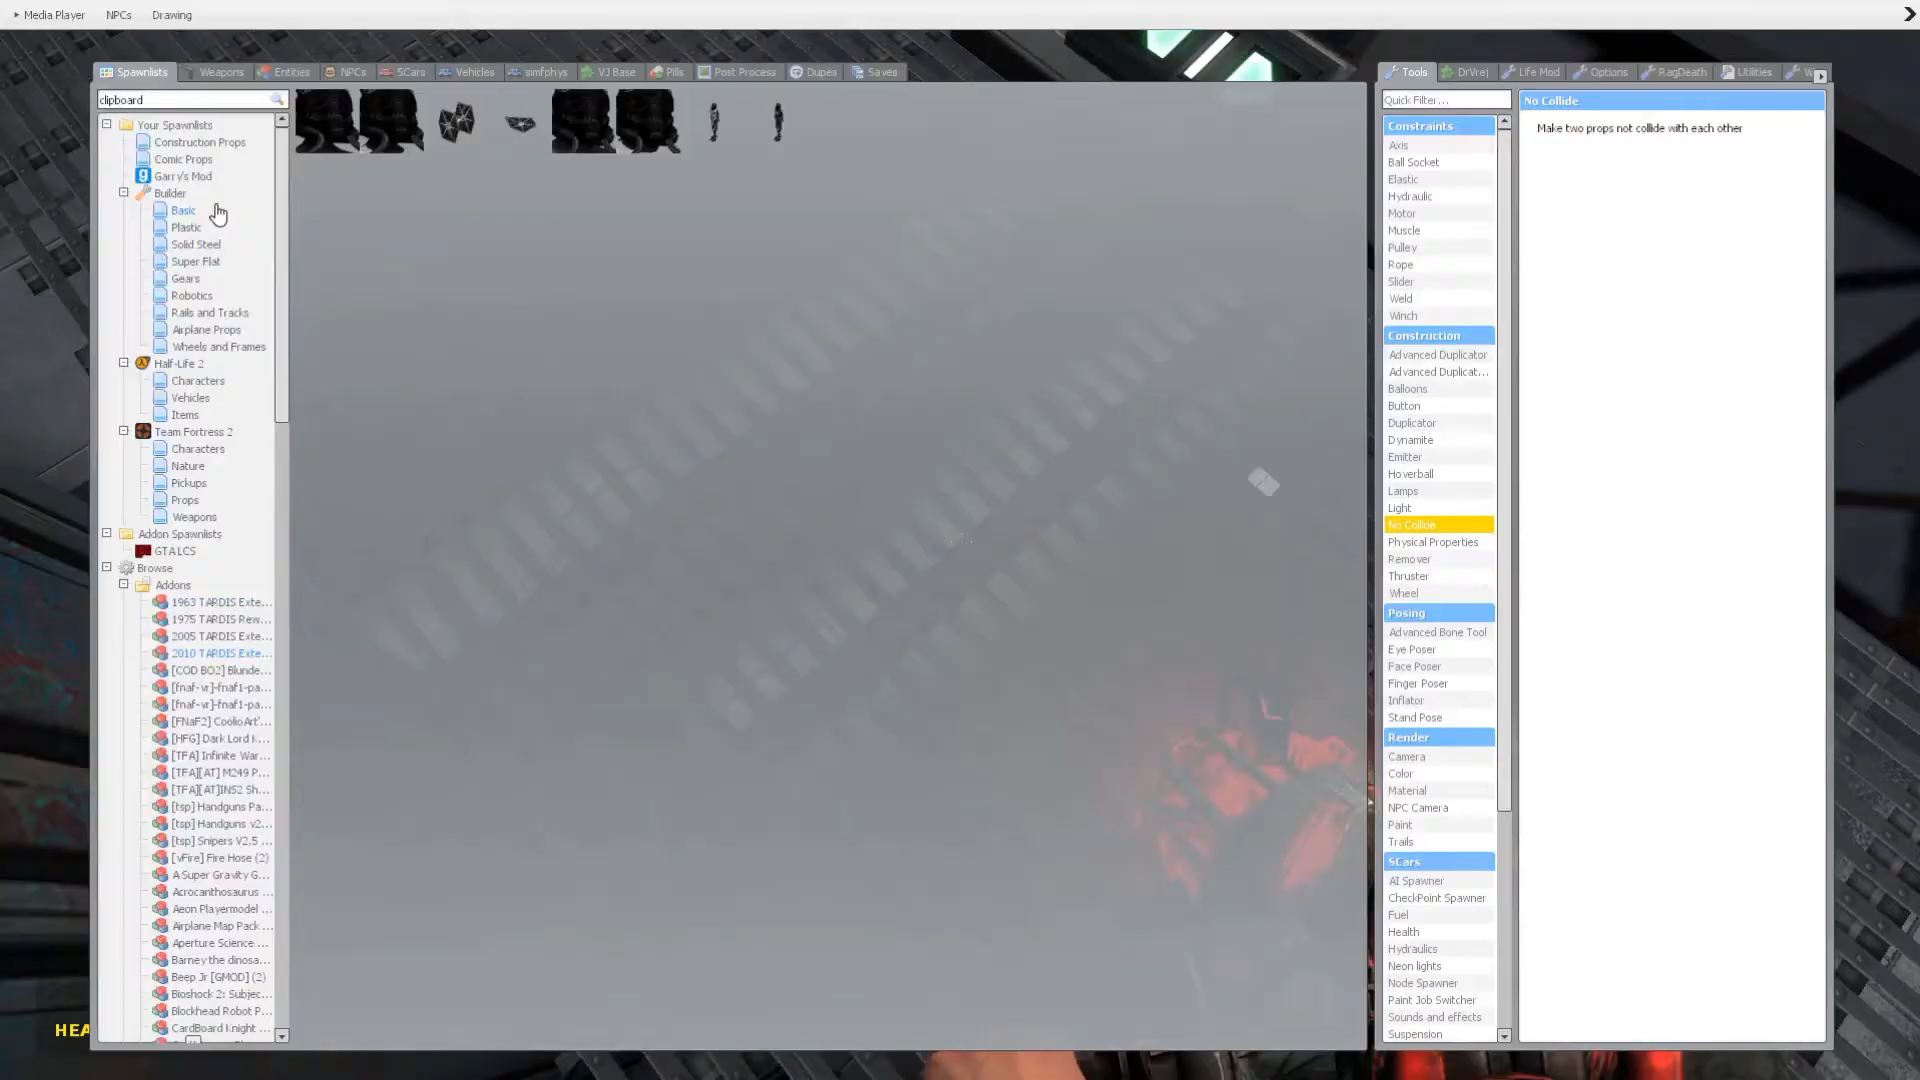 Media Player NPCs Drawing
Spawnlists Weapons Entities NPCs SCars Vehicles simfphys VJ Base Pills Post Process Dupes Saves
clipboard
Your Spawnlists
Construction Props
Comic Props
Garry's Mod
Builder
Basic
Plastic
Solid Steel
Super Flat
Gears
Robotics
Rails and Tracks
Airplane Props
Wheels and Frames
Half-Life 2
Characters
Vehicles
Items
Team Fortress 2
Characters
Nature
Pickups
Props
Weapons
Addon Spawnlists
GTA LCS
Browse
Addons
1963 TARDIS Exte...
1975 TARDIS Rew...
2005 TARDIS Exte...
2010 TARDIS Exte...
[COD BO2] Blunde...
[fnaf-vr]-fnaf1-pa...
[fnaf-vr]-fnaf1-pa...
[FNaF2] CoolioArt'...
[HFG] Dark Lord K...
[TFA] Infinite War...
[TFA][AT] M249 P...
[TFA][AT]INS2 Sh...
[tsp] Handguns Pa...
[tsp] Handguns v2...
[tsp] Snipers V2.5 ...
[vFire] Fire Hose (2)
A Super Gravity G...
Acrocanthosaurus ...
Aeon Playermodel ...
Airplane Map Pack ...
Aperture Science ...
Barney the dinosa...
Beep Jr [GMOD] (2)
Bioshock 2: Subjec...
Blockhead Robot P...
CardBoard Knight ...
HEA
Tools DrVrej Life Mod Options RagDeath Utilities W
Quick Filter...
Constraints
Axis
Ball Socket
Elastic
Hydraulic
Motor
Muscle
Pulley
Rope
Slider
Weld
Winch
Construction
Advanced Duplicator
Advanced Duplicat...
Balloons
Button
Duplicator
Dynamite
Emitter
Hoverball
Lamps
Light
No Collide
Physical Properties
Remover
Thruster
Wheel
Posing
Advanced Bone Tool
Eye Poser
Face Poser
Finger Poser
Inflator
Stand Pose
Render
Camera
Color
Material
NPC Camera
Paint
Trails
SCars
AI Spawner
CheckPoint Spawner
Fuel
Health
Hydraulics
Neon lights
Node Spawner
Paint Job Switcher
Sounds and effects
Suspension
No Collide
Make two props not collide with each other